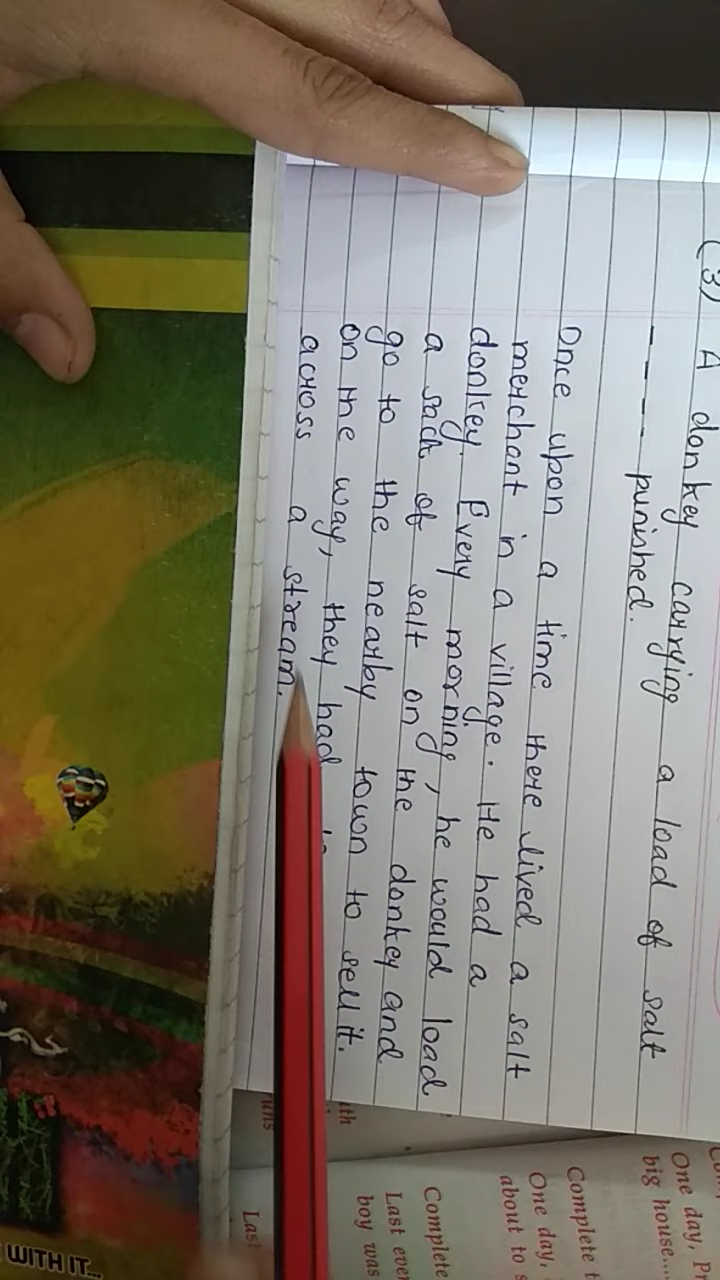 (3) A donkey carrying a load of salt
---- punished.
Once upon a time there lived a salt
merchant in a village. He had a
donkey. Every morning, he would load
a sack of salt on the donkey and
go to the nearby town to sell it.
on the way, they had
across a stream.
One day, Pr
big house...
Complete t
One day,
about to s
Complete
Last ever
boy was
Las
WITH IT...